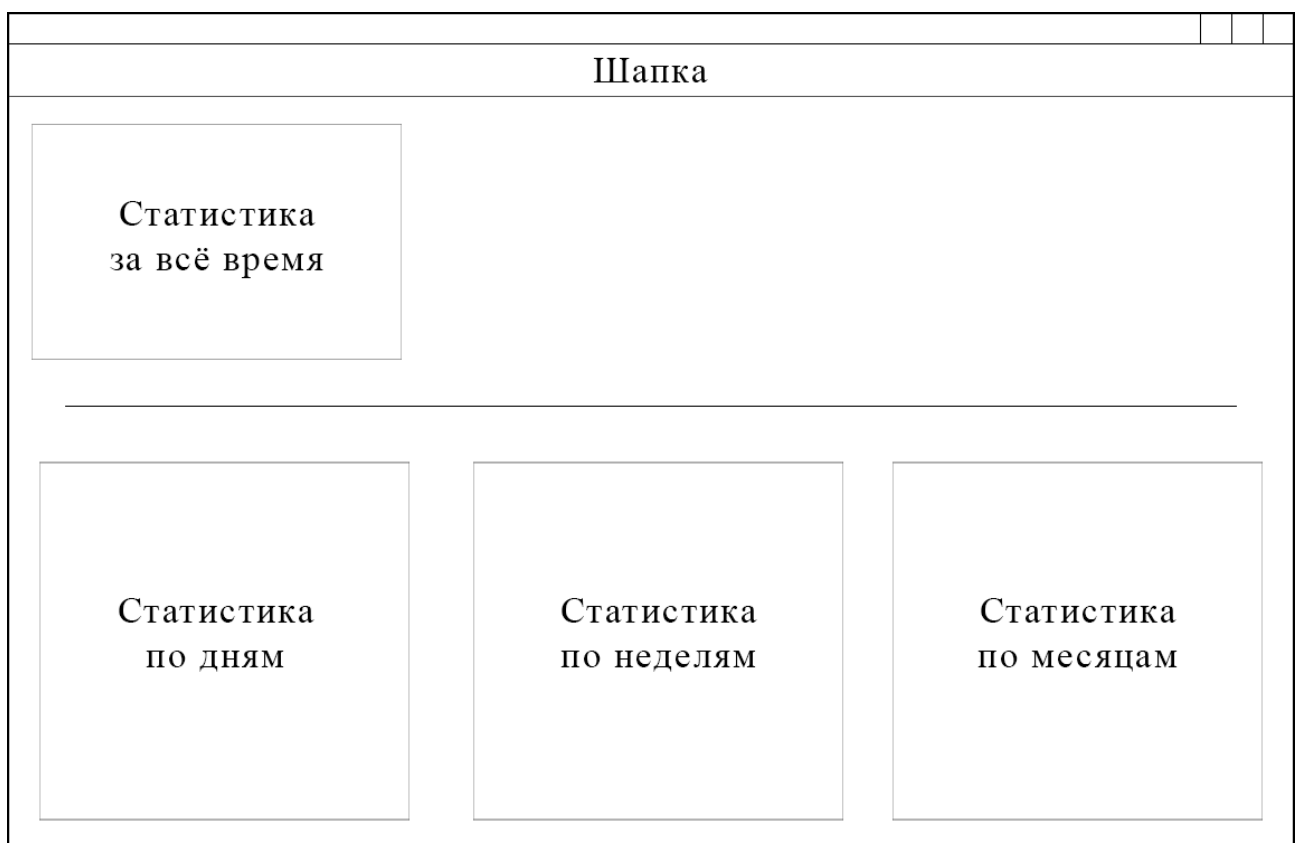 Шапка
Статистика
за всё время
Статистика
по дням
Статистика
по неделям
Статистика
по месяцам